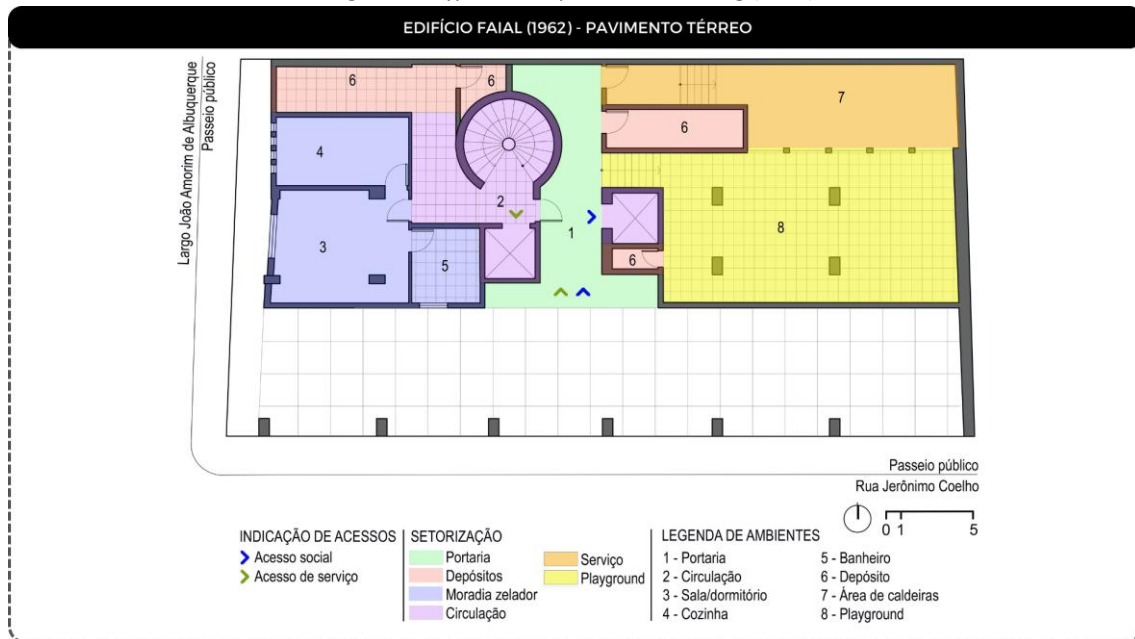 EDIFÍCIO FAIAL (1962) - PAVIMENTO TÉRREO
Largo João Amorim de Albuquerque
Passeio público
6
6
7
6
4
2
1
8
3
5
6
Passeio público
Rua Jerônimo Coelho
0 1 5
INDICAÇÃO DE ACESSOS
Acesso social
Acesso de serviço
SETORIZAÇÃO
Portaria
Depósitos
Moradia zelador
Circulação
Serviço
Playground
LEGENDA DE AMBIENTES
1 - Portaria
2 - Circulação
3 - Sala/dormitório
4 - Cozinha
5 - Banheiro
6 - Depósito
7 - Área de caldeiras
8 - Playground